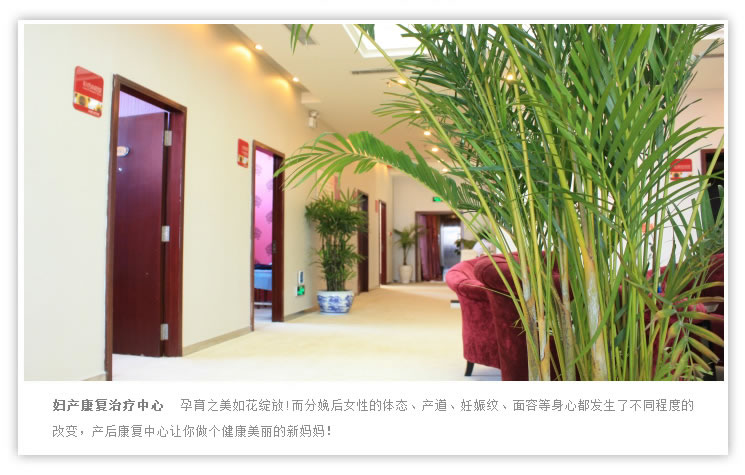 妇产康复治疗中心 孕育之美如花绽放!而分娩后女性的体态、产道、妊娠纹、面容等身心都发生了不同程度的
改变，产后康复中心让你做个健康美丽的新妈妈！